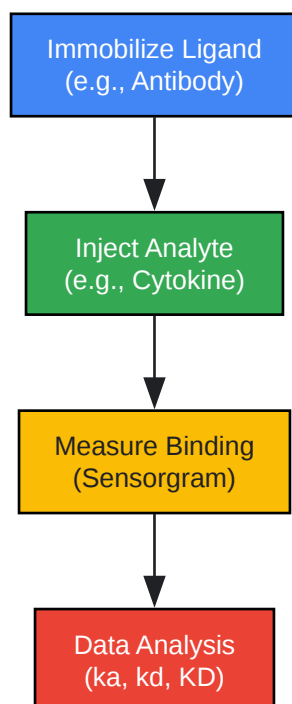 Immobilize Ligand
(e.g., Antibody)
Inject Analyte
(e.g., Cytokine)
Measure Binding
(Sensorgram)
Data Analysis
(ka, kd, KD)